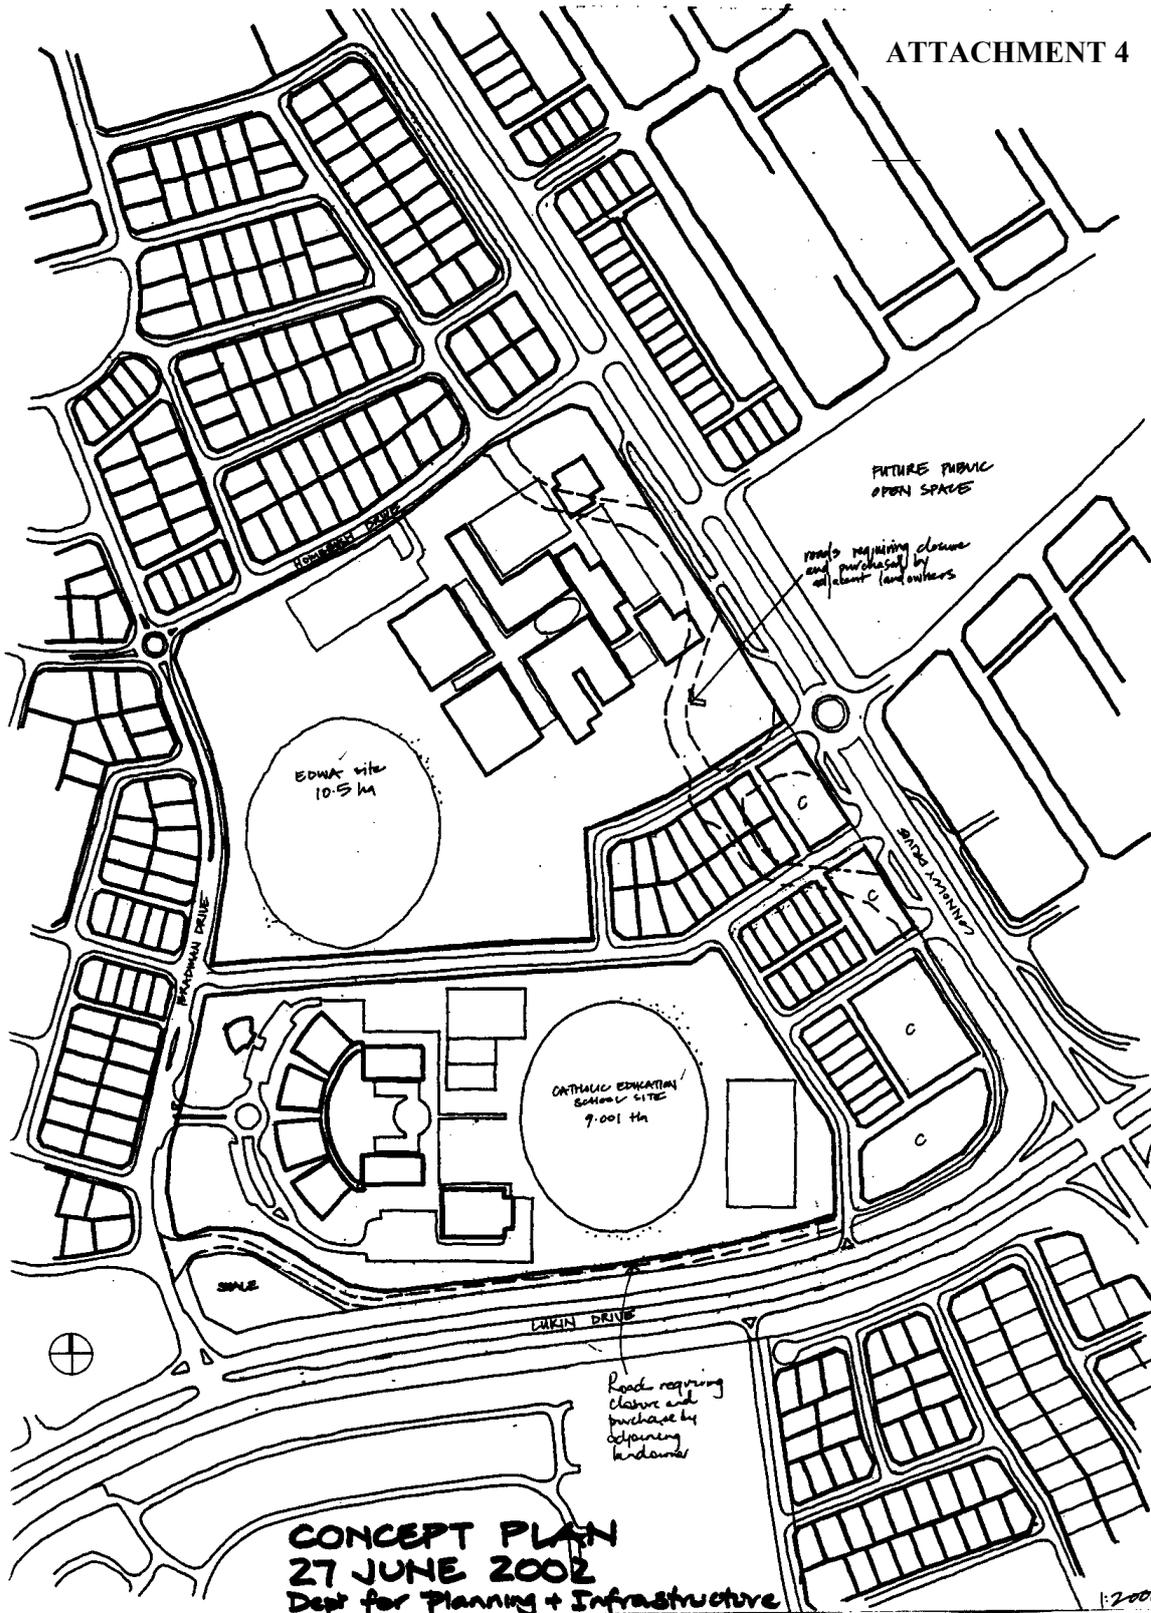 ATTACHMENT 4
FUTURE PUBLIC
OPEN SPACE
roads requiring closure
and purchased by
adjacent landowners
HOMEBUSH DRIVE
EDWA site
10.5 ha
C
CONNOLLY DRIVE
C
BRADMAN DRIVE
C
CATHOLIC EDUCATION
SCHOOL SITE
9.001 Ha
C
SWALE
LUKIN DRIVE
Road requiring
closure and
purchase by
adjoining
landowner
CONCEPT PLAN
27 JUNE 2002
Dept for Planning + Infrastructure